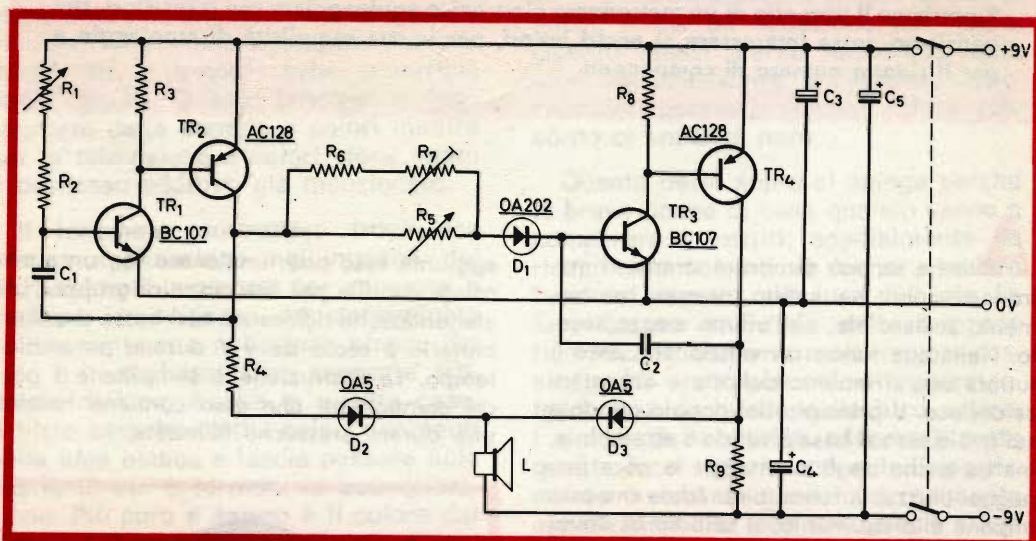 +9V
R1
R3
TR2
AC128
R8
C3
C5
AC128
R6
R7
TR4
R2
TR1
BC107
R5
OA202
D1
TR3
BC107
C1
0V
C2
R4
OA5
D2
OA5
D3
L
R9
C4
-9V